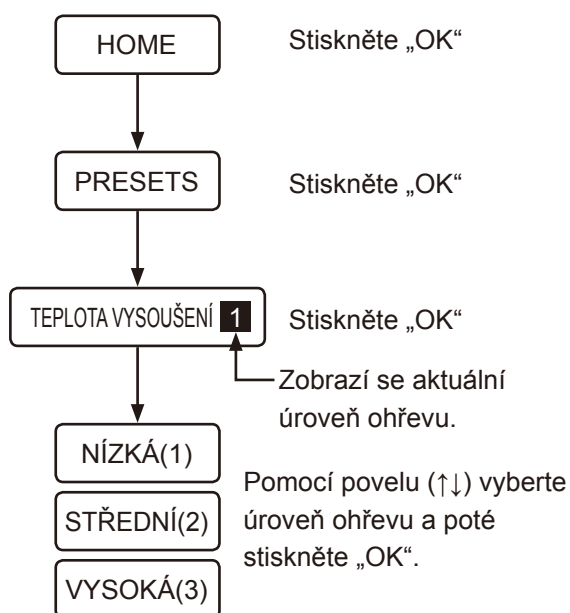 HOME
Stiskněte „OK“
PRESETS
Stiskněte „OK“
TEPLOTA VYSOUŠENÍ 1
Stiskněte „OK“
Zobrazí se aktuální
úroveň ohřevu.
NÍZKÁ(1)
STŘEDNÍ(2)
VYSOKÁ(3)
Pomocí povelu (↑↓) vyberte
úroveň ohřevu a poté
stiskněte „OK“.